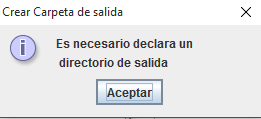 Crear Carpeta de salida
Es necesario declara un
directorio de salida
Aceptar